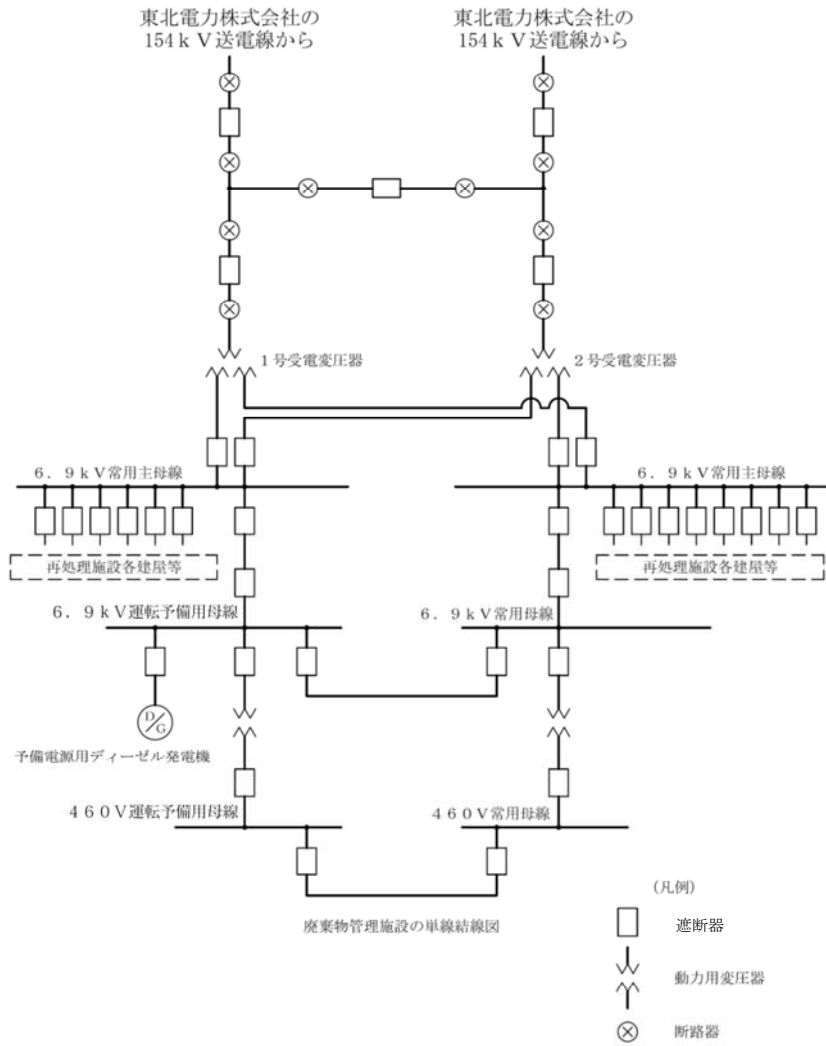 東北電力株式会社の
154kV送電線から
東北電力株式会社の
154kV送電線から
1号受電変圧器
2号受電変圧器
6.9kV常用主母線
6.9kV常用主母線
再処理施設各建屋等
再処理施設各建屋等
6.9kV運転予備用母線
6.9kV常用母線
D/G
予備電源用ディーゼル発電機
460V運転予備用母線
460V常用母線
廃棄物管理施設の単線結線図
(凡例)
遮断器
動力用変圧器
断路器